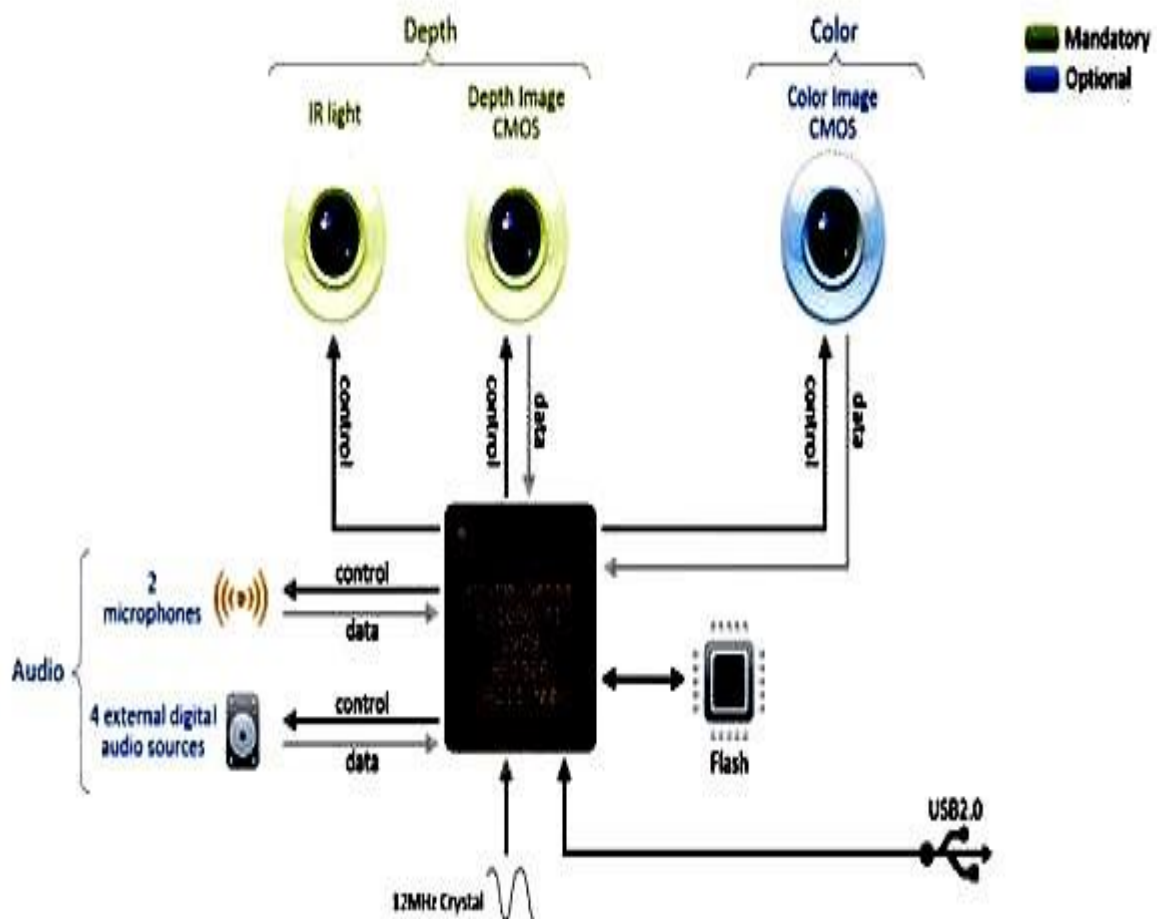 Depth
Color
Mandatory
Optional
IR light
Depth Image
CMOS
Color Image
CMOS
control
control
data
control
data
2
microphones
control
data
Audio
4 external digital
audio sources
control
data
Flash
USB2.0
12MHz Crystal